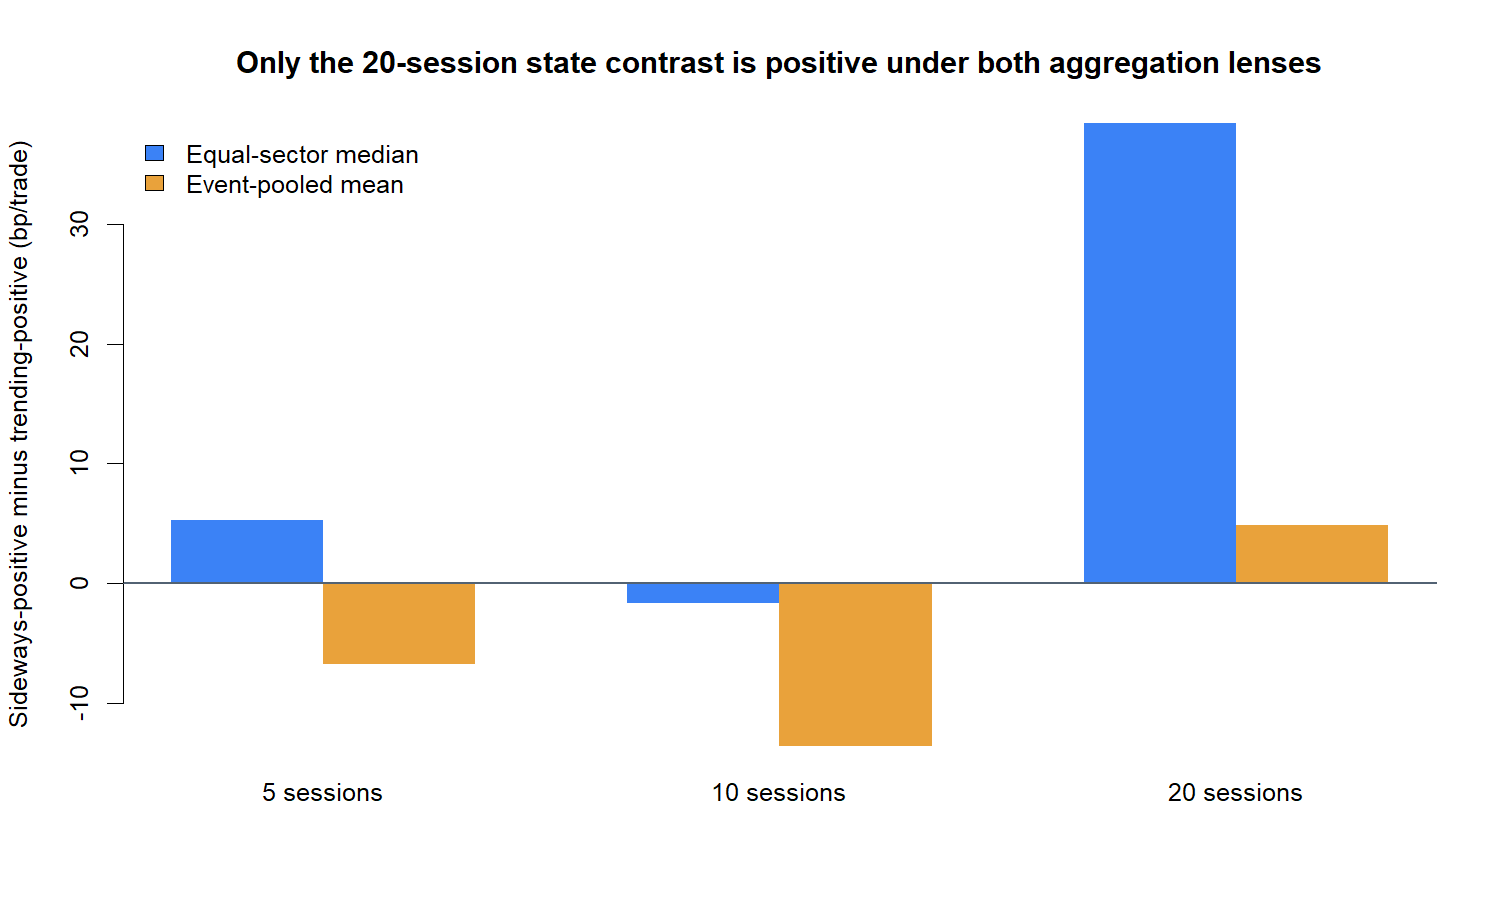 Only the 20-session state contrast is positive under both aggregation lenses
Equal-sector median
Event-pooled mean
Sideways-positive minus trending-positive (bp/trade)
30
20
10
0
-10
5 sessions
10 sessions
20 sessions